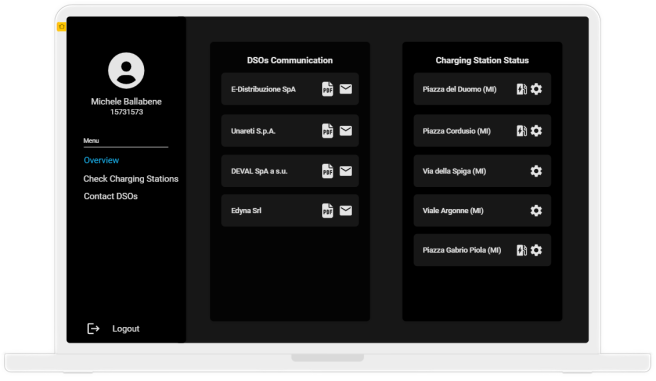 Michele Ballabene
15731573
Menu
Overview
Check Charging Stations
Contact DSOs
Logout
DSOs Communication
E-Distribuzione SpA
PDF
Unareti S.p.A.
PDF
DEVAL SpA a s.u.
PDF
Edyna Srl
PDF
Charging Station Status
Piazza del Duomo (MI)
Piazza Cordusio (MI)
Via della Spiga (MI)
Viale Argonne (MI)
Piazza Gabrio Piola (MI)